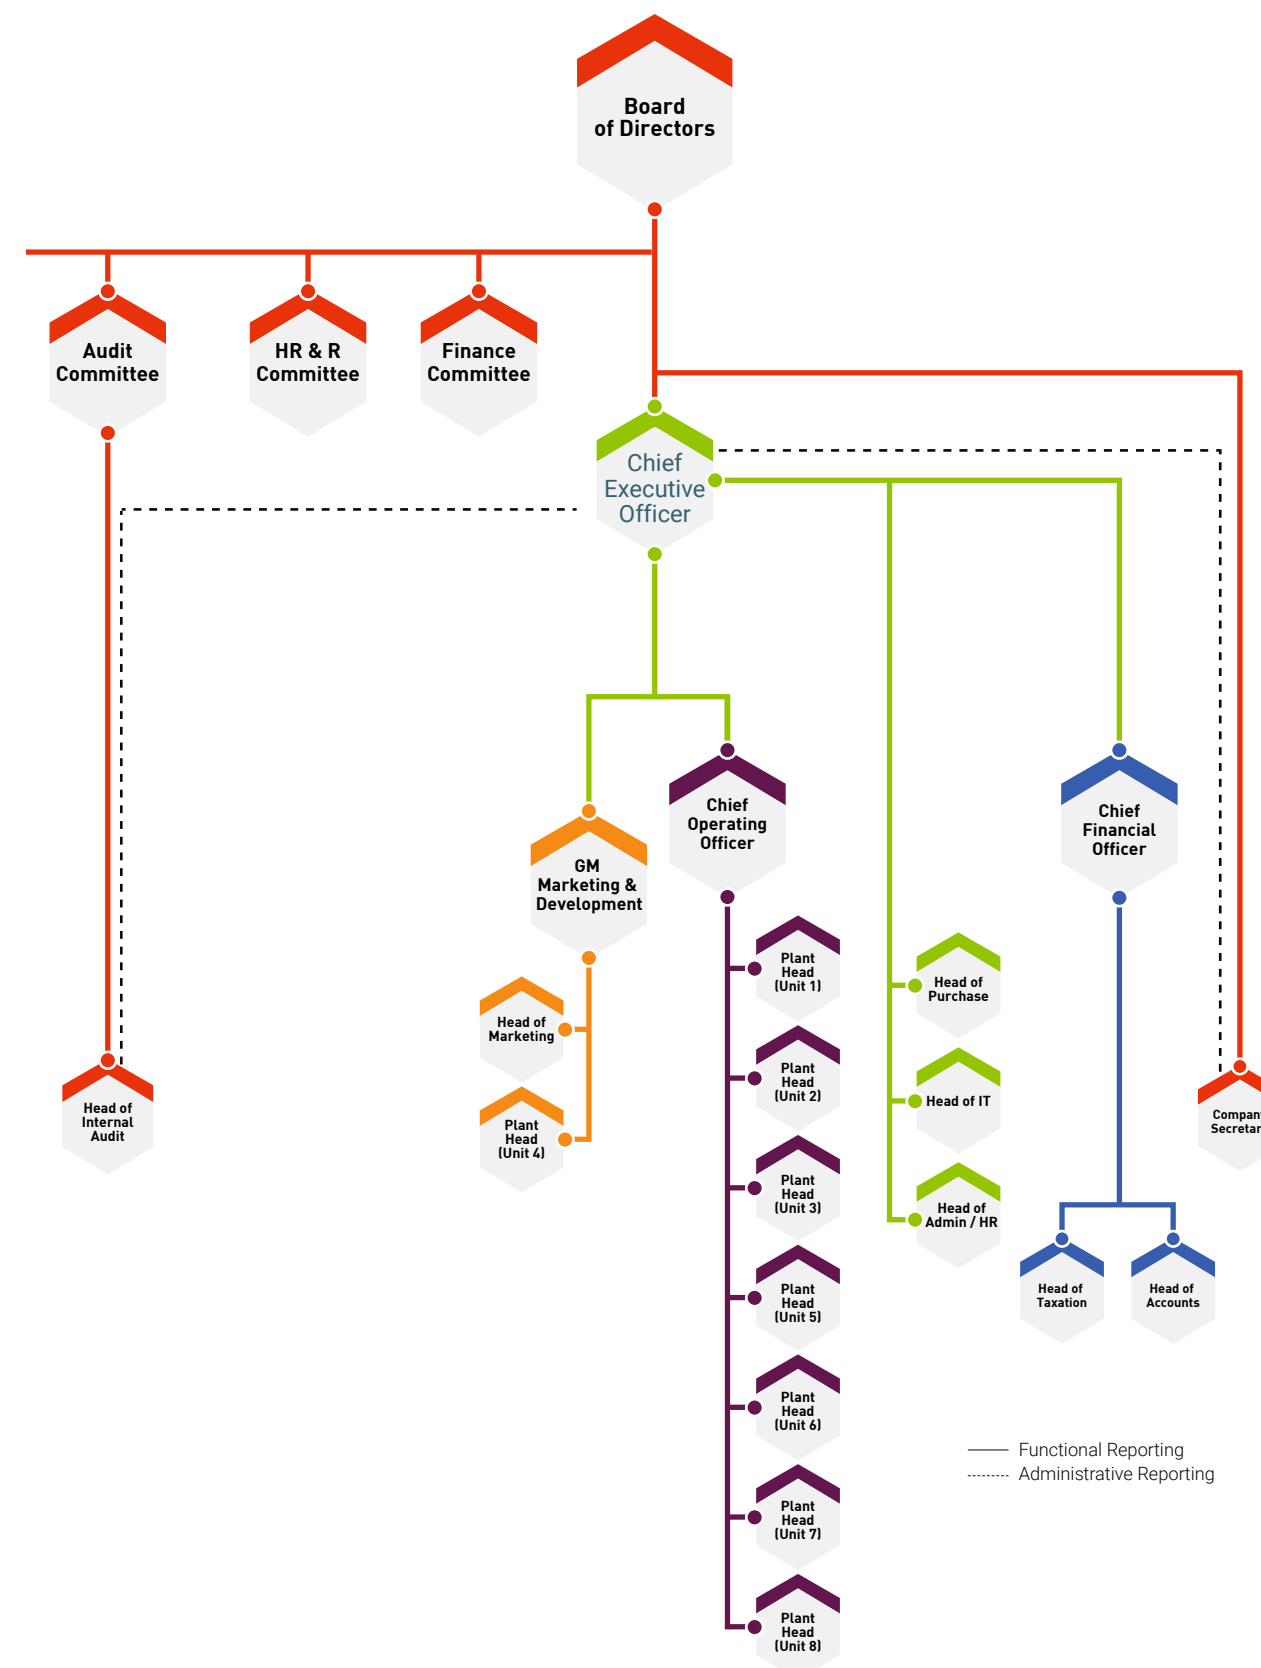 Board
of Directors
Audit
Committee
HR & R
Committee
Finance
Committee
Chief
Executive
Officer
Chief
Operating
Officer
Chief
Financial
Officer
GM
Marketing &
Development
Plant
Head
(Unit 1)
Head of
Purchase
Head of
Marketing
Plant
Head
(Unit 2)
Head of IT
Head of
Internal
Audit
Compan
Secretar
Plant
Head
(Unit 4)
Plant
Head
(Unit 3)
Head of
Admin / HR
Plant
Head
(Unit 5)
Head of
Taxation
Head of
Accounts
Plant
Head
(Unit 6)
Functional Reporting
Administrative Reporting
Plant
Head
(Unit 7)
Plant
Head
(Unit 8)